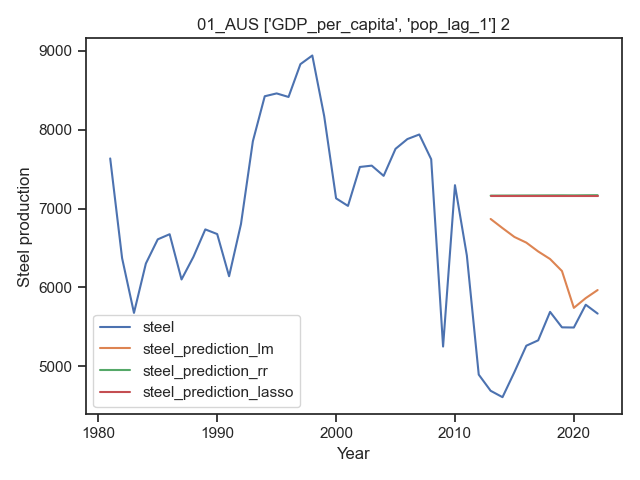 01_AUS ['GDP_per_capita', 'pop_lag_1'] 2
Steel production
9000
8000
7000
6000
5000
steel
steel_prediction_lm
steel_prediction_rr
steel_prediction_lasso
1980
1990
2000
2010
2020
Year